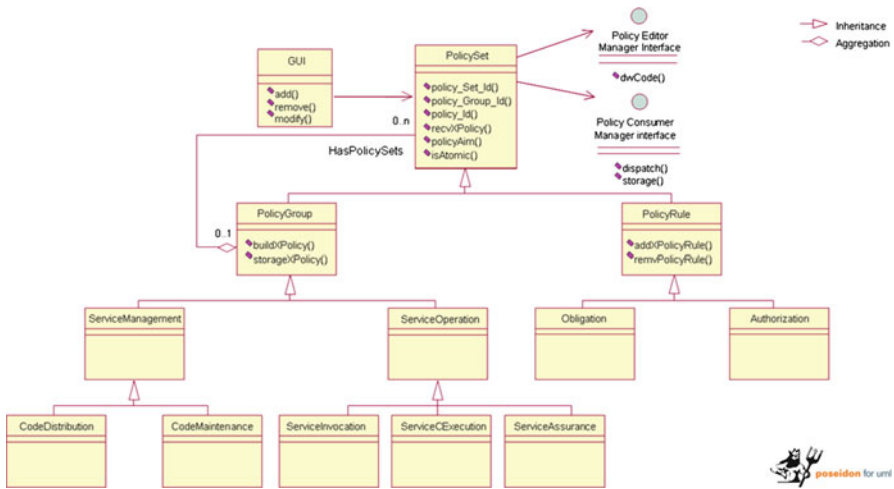 GUI
add()
remove()
modify()
PolicySet
policy_Set_Id()
policy_Group_Id()
policy_Id()
recvXPolicy()
policyAim()
isAtomic()
Policy Editor
Manager Interface
dwCode()
Policy Consumer
Manager interface
dispatch()
storage()
Inheritance
Aggregation
0..n
HasPolicySets
0..1
PolicyGroup
buildXPolicy()
storageXPolicy()
PolicyRule
addXPolicyRule()
remvPolicyRule()
ServiceManagement
ServiceOperation
Obligation
Authorization
CodeDistribution
CodeMaintenance
ServiceInvocation
ServiceCExecution
ServiceAssurance
poseidon for uml